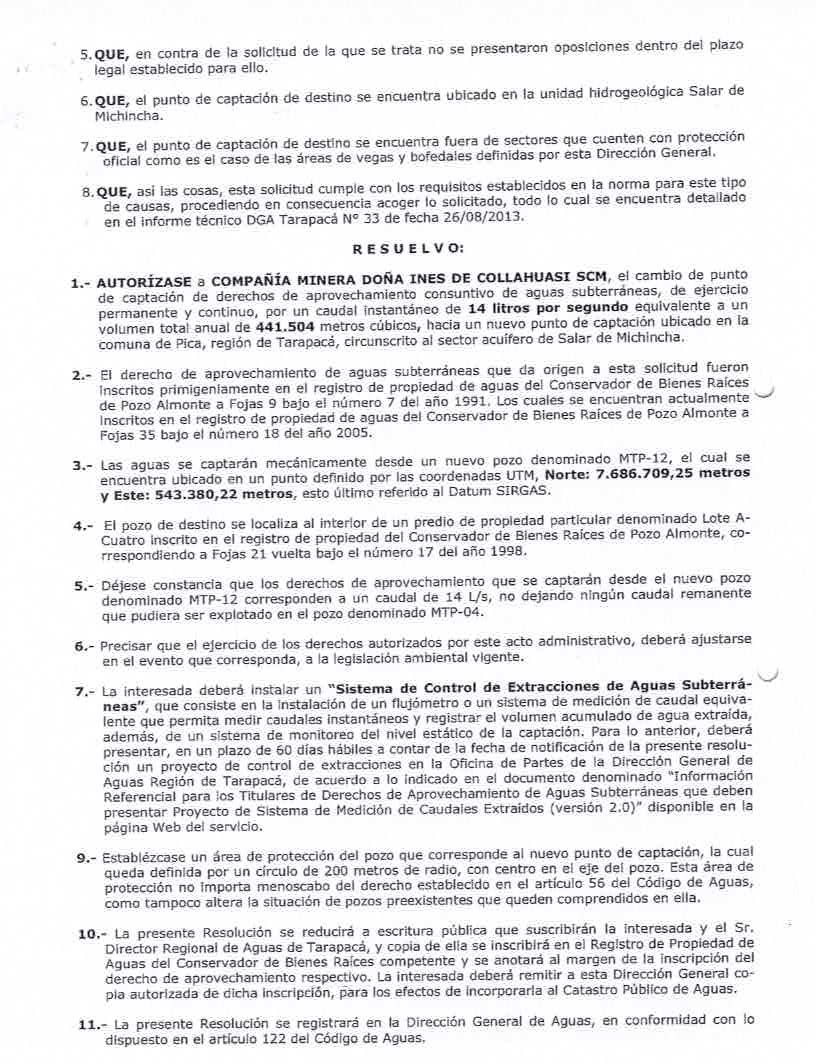 5. QUE, en contra de la solicitud de la que se trata no se presentaron oposiciones dentro del plazo
legal establecido para ello.
6. QUE, el punto de captación de destino se encuentra ubicado en la unidad hidrogeológica Salar de
Michincha.
7. QUE, el punto de captación de destino se encuentra fuera de sectores que cuenten con protección
oficial como es el caso de las áreas de vegas y bofedales definidas por esta Dirección General.
8. QUE, así las cosas, esta solicitud cumple con los requisitos establecidos en la norma para este tipo
de causas, procediendo en consecuencia acoger lo solicitado, todo lo cual se encuentra detallado
en el informe técnico DGA Tarapacá N° 33 de fecha 26/08/2013.
R E S U E L V O:
1.- AUTORÍZASE a COMPAÑÍA MINERA DOÑA INES DE COLLAHUASI SCM, el cambio de punto
de captación de derechos de aprovechamiento consuntivo de aguas subterráneas, de ejercicio
permanente y continuo, por un caudal instantáneo de 14 litros por segundo equivalente a un
volumen total anual de 441.504 metros cúbicos, hacia un nuevo punto de captación ubicado en la
comuna de Pica, región de Tarapacá, circunscrito al sector acuífero de Salar de Michincha.
2.- El derecho de aprovechamiento de aguas subterráneas que da origen a esta solicitud fueron
inscritos primigeniamente en el registro de propiedad de aguas del Conservador de Bienes Raíces
de Pozo Almonte a Fojas 9 bajo el número 7 del año 1991. Los cuales se encuentran actualmente
inscritos en el registro de propiedad de aguas del Conservador de Bienes Raíces de Pozo Almonte a
Fojas 35 bajo el número 18 del año 2005.
3.- Las aguas se captarán mecánicamente desde un nuevo pozo denominado MTP-12, el cual se
encuentra ubicado en un punto definido por las coordenadas UTM, Norte: 7.686.709,25 metros
y Este: 543.380,22 metros, esto último referido al Datum SIRGAS.
4.- El pozo de destino se localiza al interior de un predio de propiedad particular denominado Lote A-
Cuatro inscrito en el registro de propiedad del Conservador de Bienes Raíces de Pozo Almonte, co-
rrespondiendo a Fojas 21 vuelta bajo el número 17 del año 1998.
5.- Déjese constancia que los derechos de aprovechamiento que se captarán desde el nuevo pozo
denominado MTP-12 corresponden a un caudal de 14 L/s, no dejando ningún caudal remanente
que pudiera ser explotado en el pozo denominado MTP-04.
6.- Precisar que el ejercicio de los derechos autorizados por este acto administrativo, deberá ajustarse
en el evento que corresponda, a la legislación ambiental vigente.
7.- La interesada deberá instalar un "Sistema de Control de Extracciones de Aguas Subterrá-
neas", que consiste en la instalación de un flujómetro o un sistema de medición de caudal equiva-
lente que permita medir caudales instantáneos y registrar el volumen acumulado de agua extraída,
además, de un sistema de monitoreo del nivel estático de la captación. Para lo anterior, deberá
presentar, en un plazo de 60 días hábiles a contar de la fecha de notificación de la presente resolu-
ción un proyecto de control de extracciones en la Oficina de Partes de la Dirección General de
Aguas Región de Tarapacá, de acuerdo a lo indicado en el documento denominado "Información
Referencial para los Titulares de Derechos de Aprovechamiento de Aguas Subterráneas que deben
presentar Proyecto de Sistema de Medición de Caudales Extraídos (versión 2.0)" disponible en la
página Web del servicio.
9.- Establézcase un área de protección del pozo que corresponde al nuevo punto de captación, la cual
queda definida por un círculo de 200 metros de radio, con centro en el eje del pozo. Esta área de
protección no importa menoscabo del derecho establecido en el artículo 56 del Código de Aguas,
como tampoco altera la situación de pozos preexistentes que queden comprendidos en ella.
10.- La presente Resolución se reducirá a escritura pública que suscribirán la interesada y el Sr.
Director Regional de Aguas de Tarapacá, y copia de ella se inscribirá en el Registro de Propiedad de
Aguas del Conservador de Bienes Raíces competente y se anotará al margen de la inscripción del
derecho de aprovechamiento respectivo. La interesada deberá remitir a esta Dirección General co-
pia autorizada de dicha inscripción, para los efectos de incorporarla al Catastro Público de Aguas.
11.- La presente Resolución se registrará en la Dirección General de Aguas, en conformidad con lo
dispuesto en el artículo 122 del Código de Aguas.